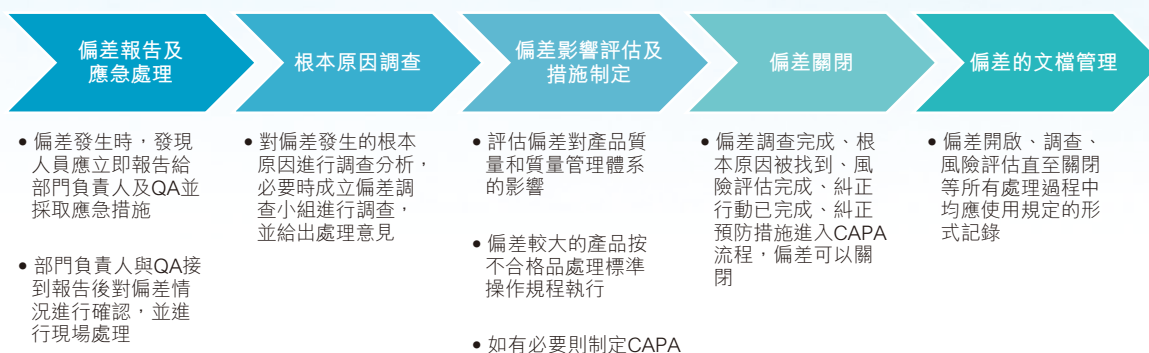 偏差報告及
應急處理
根本原因調查
偏差影響評估及
措施制定
偏差關閉
偏差的文檔管理
• 偏差發生時，發現
人員應立即報告給
部門負責人及QA並
採取應急措施
• 部門負責人與QA接
到報告後對偏差情
況進行確認，並進
行現場處理
• 對偏差發生的根本
原因進行調查分析，
必要時成立偏差調
查小組進行調查，
並給出處理意見
• 評估偏差對產品質
量和質量管理體系
的影響
• 偏差較大的產品按
不合格品處理標準
操作規程執行
• 如有必要則制定CAPA
• 偏差調查完成、根
本原因被找到、風
險評估完成、糾正
行動已完成、糾正
預防措施進入CAPA
流程，偏差可以關
閉
• 偏差開啟、調查、
風險評估直至關閉
等所有處理過程中
均應使用規定的形
式記錄